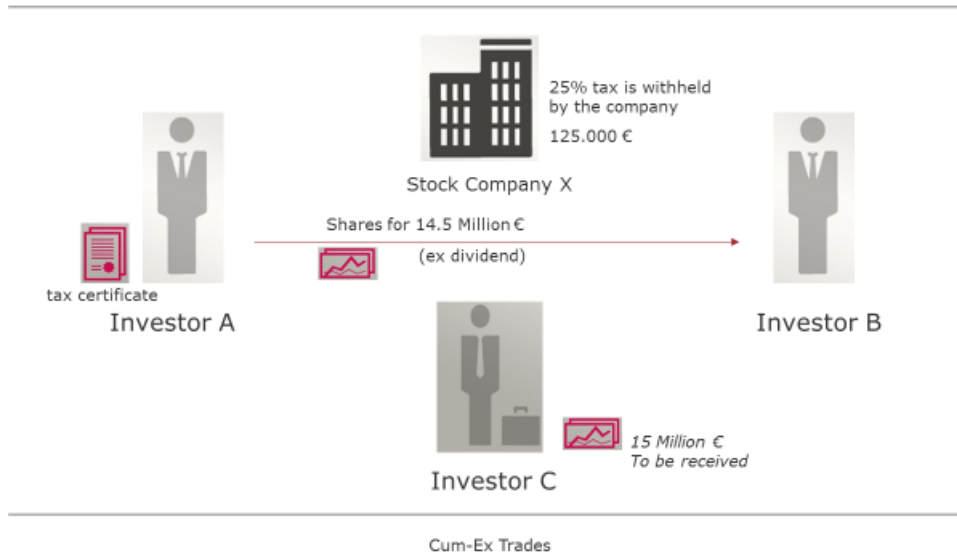 25% tax is withheld
by the company
125.000 €
Stock Company X
Shares for 14.5 Million €
(ex dividend)
tax certificate
Investor A
Investor B
15 Million €
To be received
Investor C
Cum-Ex Trades